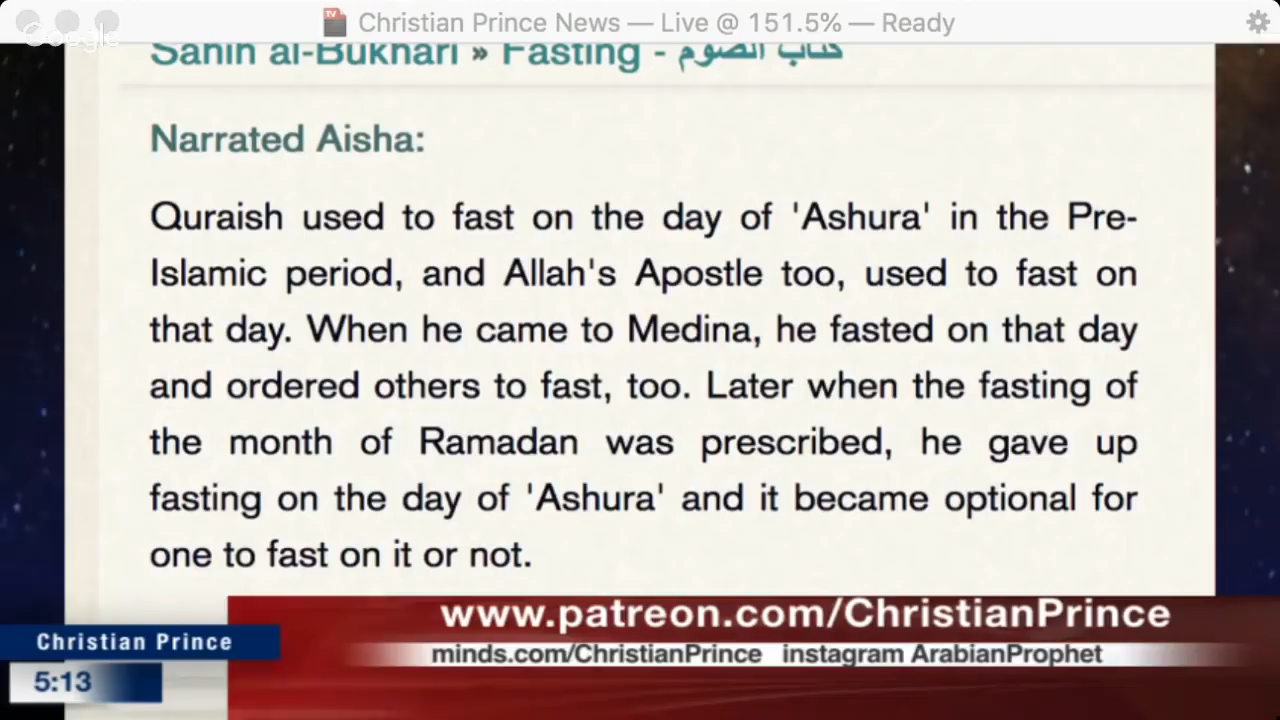 Christian Prince News — Live @ 151.5% — Ready
Google
Sahih al-Bukhari » Fasting - كتاب الصوم
Narrated Aisha:
Quraish used to fast on the day of 'Ashura' in the Pre-
Islamic period, and Allah's Apostle too, used to fast on
that day. When he came to Medina, he fasted on that day
and ordered others to fast, too. Later when the fasting of
the month of Ramadan was prescribed, he gave up
fasting on the day of 'Ashura' and it became optional for
one to fast on it or not.
www.patreon.com/ChristianPrince
Christian Prince
minds.com/ChristianPrince instagram ArabianProphet
5:13